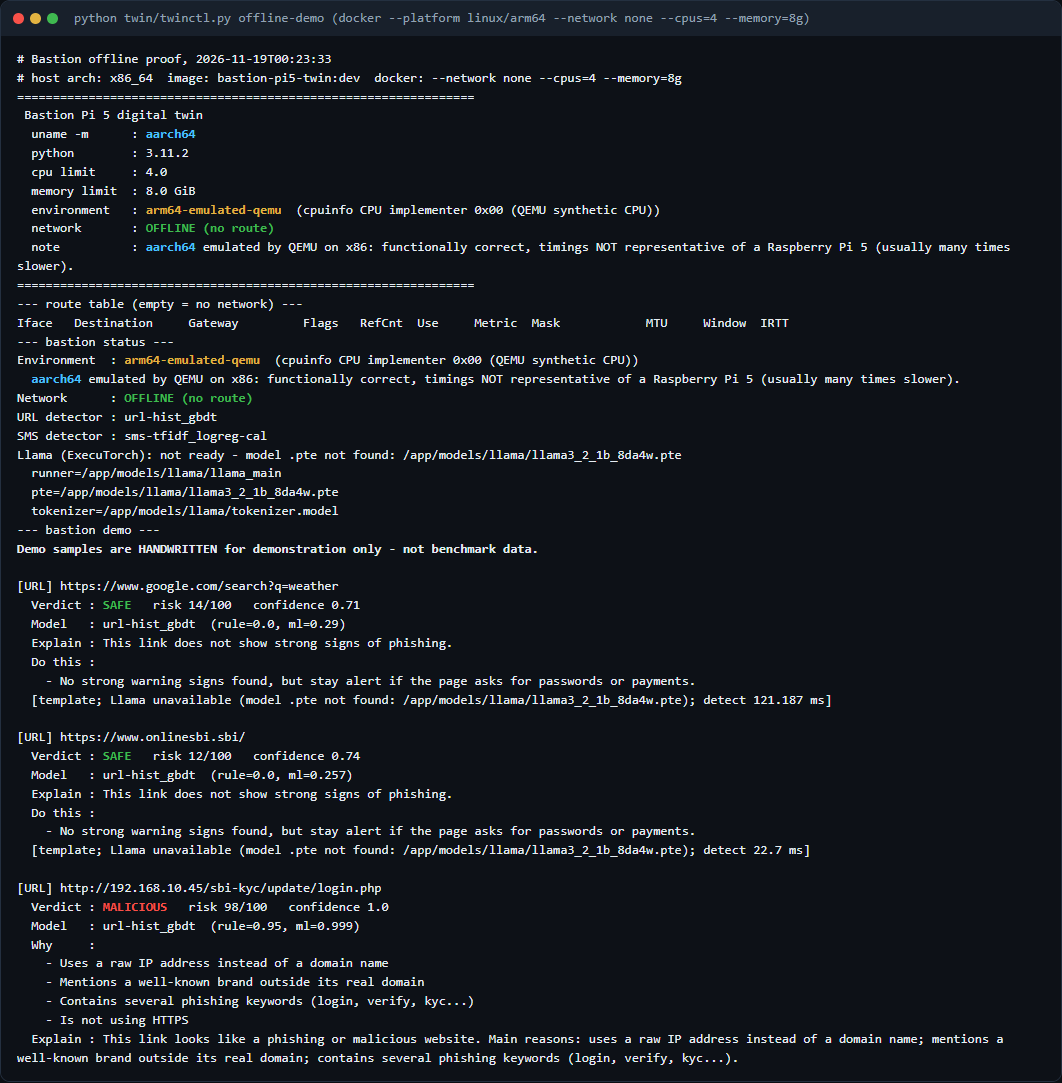 python twin/twinctl.py offline-demo (docker --platform linux/arm64 --network none --cpus=4 --memory=8g)
# Bastion offline proof, 2026-11-19T00:23:33
# host arch: x86_64  image: bastion-pi5-twin:dev  docker: --network none --cpus=4 --memory=8g
================================================================
 Bastion Pi 5 digital twin
  uname -m      : aarch64
  python        : 3.11.2
  cpu limit     : 4.0
  memory limit  : 8.0 GiB
  environment   : arm64-emulated-qemu  (cpuinfo CPU implementer 0x00 (QEMU synthetic CPU))
  network       : OFFLINE (no route)
  note          : aarch64 emulated by QEMU on x86: functionally correct, timings NOT representative of a Raspberry Pi 5 (usually many times
slower).
================================================================
--- route table (empty = no network) ---
Iface   Destination     Gateway         Flags   RefCnt  Use     Metric  Mask            MTU     Window  IRTT
--- bastion status ---
Environment  : arm64-emulated-qemu  (cpuinfo CPU implementer 0x00 (QEMU synthetic CPU))
  aarch64 emulated by QEMU on x86: functionally correct, timings NOT representative of a Raspberry Pi 5 (usually many times slower).
Network      : OFFLINE (no route)
URL detector : url-hist_gbdt
SMS detector : sms-tfidf_logreg-cal
Llama (ExecuTorch): not ready - model .pte not found: /app/models/llama/llama3_2_1b_8da4w.pte
  runner=/app/models/llama/llama_main
  pte=/app/models/llama/llama3_2_1b_8da4w.pte
  tokenizer=/app/models/llama/tokenizer.model
--- bastion demo ---
Demo samples are HANDWRITTEN for demonstration only - not benchmark data.
[URL] https://www.google.com/search?q=weather
  Verdict : SAFE   risk 14/100   confidence 0.71
  Model   : url-hist_gbdt  (rule=0.0, ml=0.29)
  Explain : This link does not show strong signs of phishing.
  Do this :
    - No strong warning signs found, but stay alert if the page asks for passwords or payments.
  [template; Llama unavailable (model .pte not found: /app/models/llama/llama3_2_1b_8da4w.pte); detect 121.187 ms]
[URL] https://www.onlinesbi.sbi/
  Verdict : SAFE   risk 12/100   confidence 0.74
  Model   : url-hist_gbdt  (rule=0.0, ml=0.257)
  Explain : This link does not show strong signs of phishing.
  Do this :
    - No strong warning signs found, but stay alert if the page asks for passwords or payments.
  [template; Llama unavailable (model .pte not found: /app/models/llama/llama3_2_1b_8da4w.pte); detect 22.7 ms]
[URL] http://192.168.10.45/sbi-kyc/update/login.php
  Verdict : MALICIOUS   risk 98/100   confidence 1.0
  Model   : url-hist_gbdt  (rule=0.95, ml=0.999)
  Why     :
    - Uses a raw IP address instead of a domain name
    - Mentions a well-known brand outside its real domain
    - Contains several phishing keywords (login, verify, kyc...)
    - Is not using HTTPS
  Explain : This link looks like a phishing or malicious website. Main reasons: uses a raw IP address instead of a domain name; mentions a
well-known brand outside its real domain; contains several phishing keywords (login, verify, kyc...).